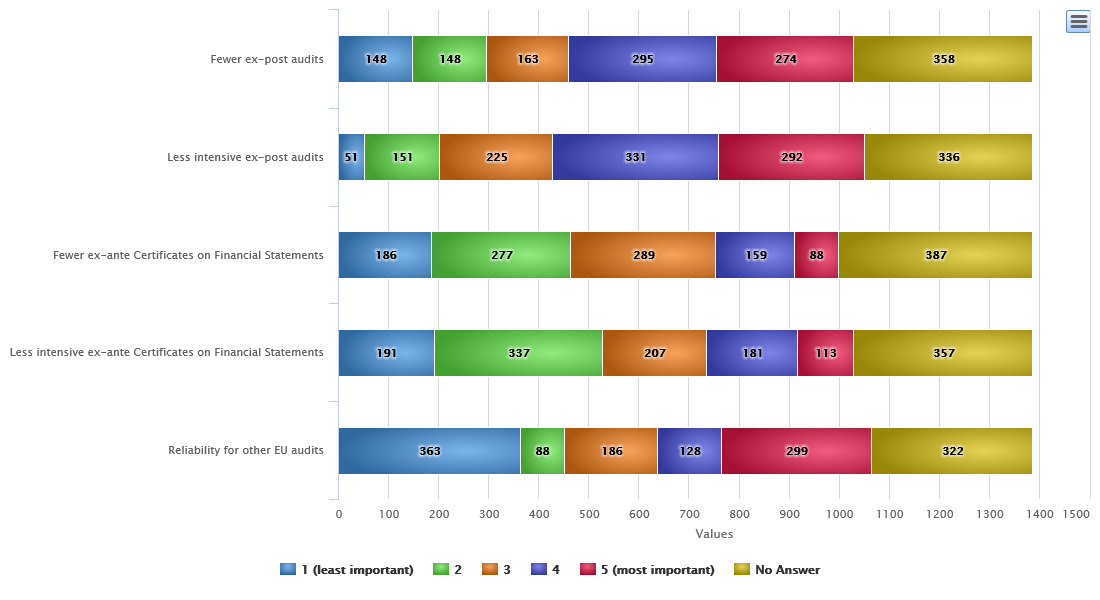 Fewer ex-post audits 148 148 163 295 274 358
Less intensive ex-post audits 51 151 225 331 292 336
Fewer ex-ante Certificates on Financial Statements 186 277 289 159 88 387
Less intensive ex-ante Certificates on Financial Statements 191 337 207 181 113 357
Reliability for other EU audits 363 88 186 128 299 322
0 100 200 300 400 500 600 700 800 900 1000 1100 1200 1300 1400 1500
Values
1 (least important) 2 3 4 5 (most important) No Answer